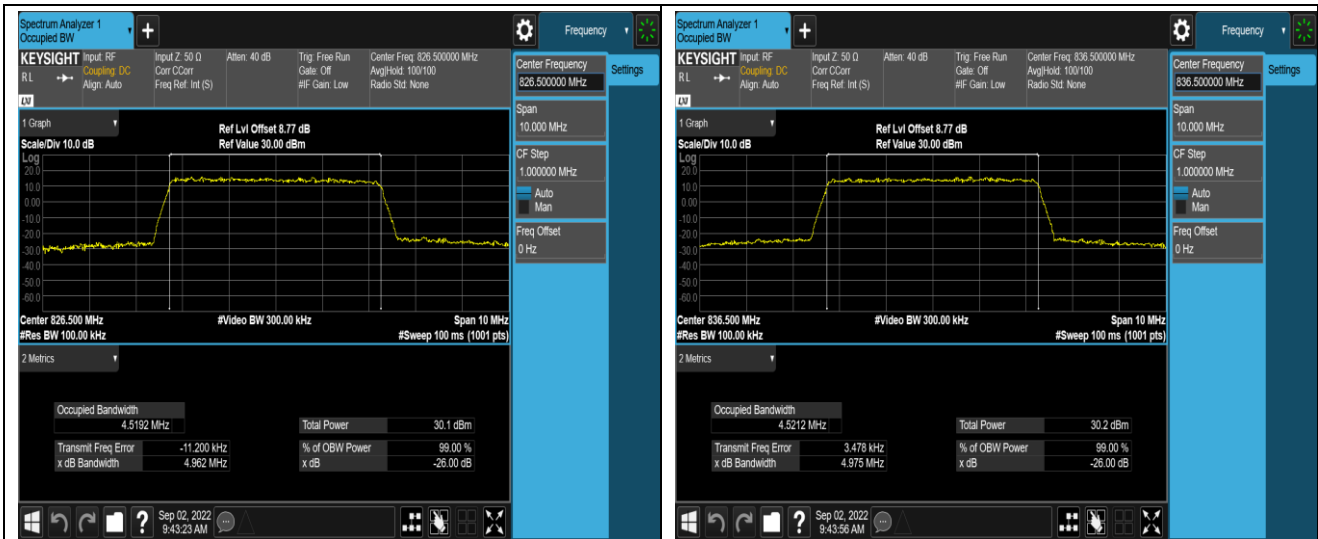 Spectrum Analyzer 1
Occupied BW
+
Frequency
KEYSIGHT Input: RF Input Z: 50 Ω Atten: 40 dB Trig: Free Run Center Freq: 826.500000 MHz
R L Coupling: DC Corr CCorr Gate: Off Avg|Hold: 100/100
Align: Auto Freq Ref: Int (S) #IF Gain: Low Radio Std: None
LXI
Center Frequency
826.500000 MHz
Settings
Span
10.000 MHz
CF Step
1.000000 MHz
Auto
Man
Freq Offset
0 Hz
1 Graph
Scale/Div 10.0 dB
Ref Lvl Offset 8.77 dB
Ref Value 30.00 dBm
Log
20.0
10.0
0.00
-10.0
-20.0
-30.0
-40.0
-50.0
-60.0
Center 826.500 MHz #Video BW 300.00 kHz Span 10 MHz
#Res BW 100.00 kHz #Sweep 100 ms (1001 pts)
2 Metrics
Occupied Bandwidth
4.5192 MHz
Total Power 30.1 dBm
Transmit Freq Error -11.200 kHz % of OBW Power 99.00 %
x dB Bandwidth 4.962 MHz x dB -26.00 dB
?
Sep 02, 2022
9:43:23 AM
Spectrum Analyzer 1
Occupied BW
+
Frequency
KEYSIGHT Input: RF Input Z: 50 Ω Atten: 40 dB Trig: Free Run Center Freq: 836.500000 MHz
R L Coupling: DC Corr CCorr Gate: Off Avg|Hold: 100/100
Align: Auto Freq Ref: Int (S) #IF Gain: Low Radio Std: None
LXI
Center Frequency
836.500000 MHz
Settings
Span
10.000 MHz
CF Step
1.000000 MHz
Auto
Man
Freq Offset
0 Hz
1 Graph
Scale/Div 10.0 dB
Ref Lvl Offset 8.77 dB
Ref Value 30.00 dBm
Log
20.0
10.0
0.00
-10.0
-20.0
-30.0
-40.0
-50.0
-60.0
Center 836.500 MHz #Video BW 300.00 kHz Span 10 MHz
#Res BW 100.00 kHz #Sweep 100 ms (1001 pts)
2 Metrics
Occupied Bandwidth
4.5212 MHz
Total Power 30.2 dBm
Transmit Freq Error 3.478 kHz % of OBW Power 99.00 %
x dB Bandwidth 4.975 MHz x dB -26.00 dB
?
Sep 02, 2022
9:43:56 AM